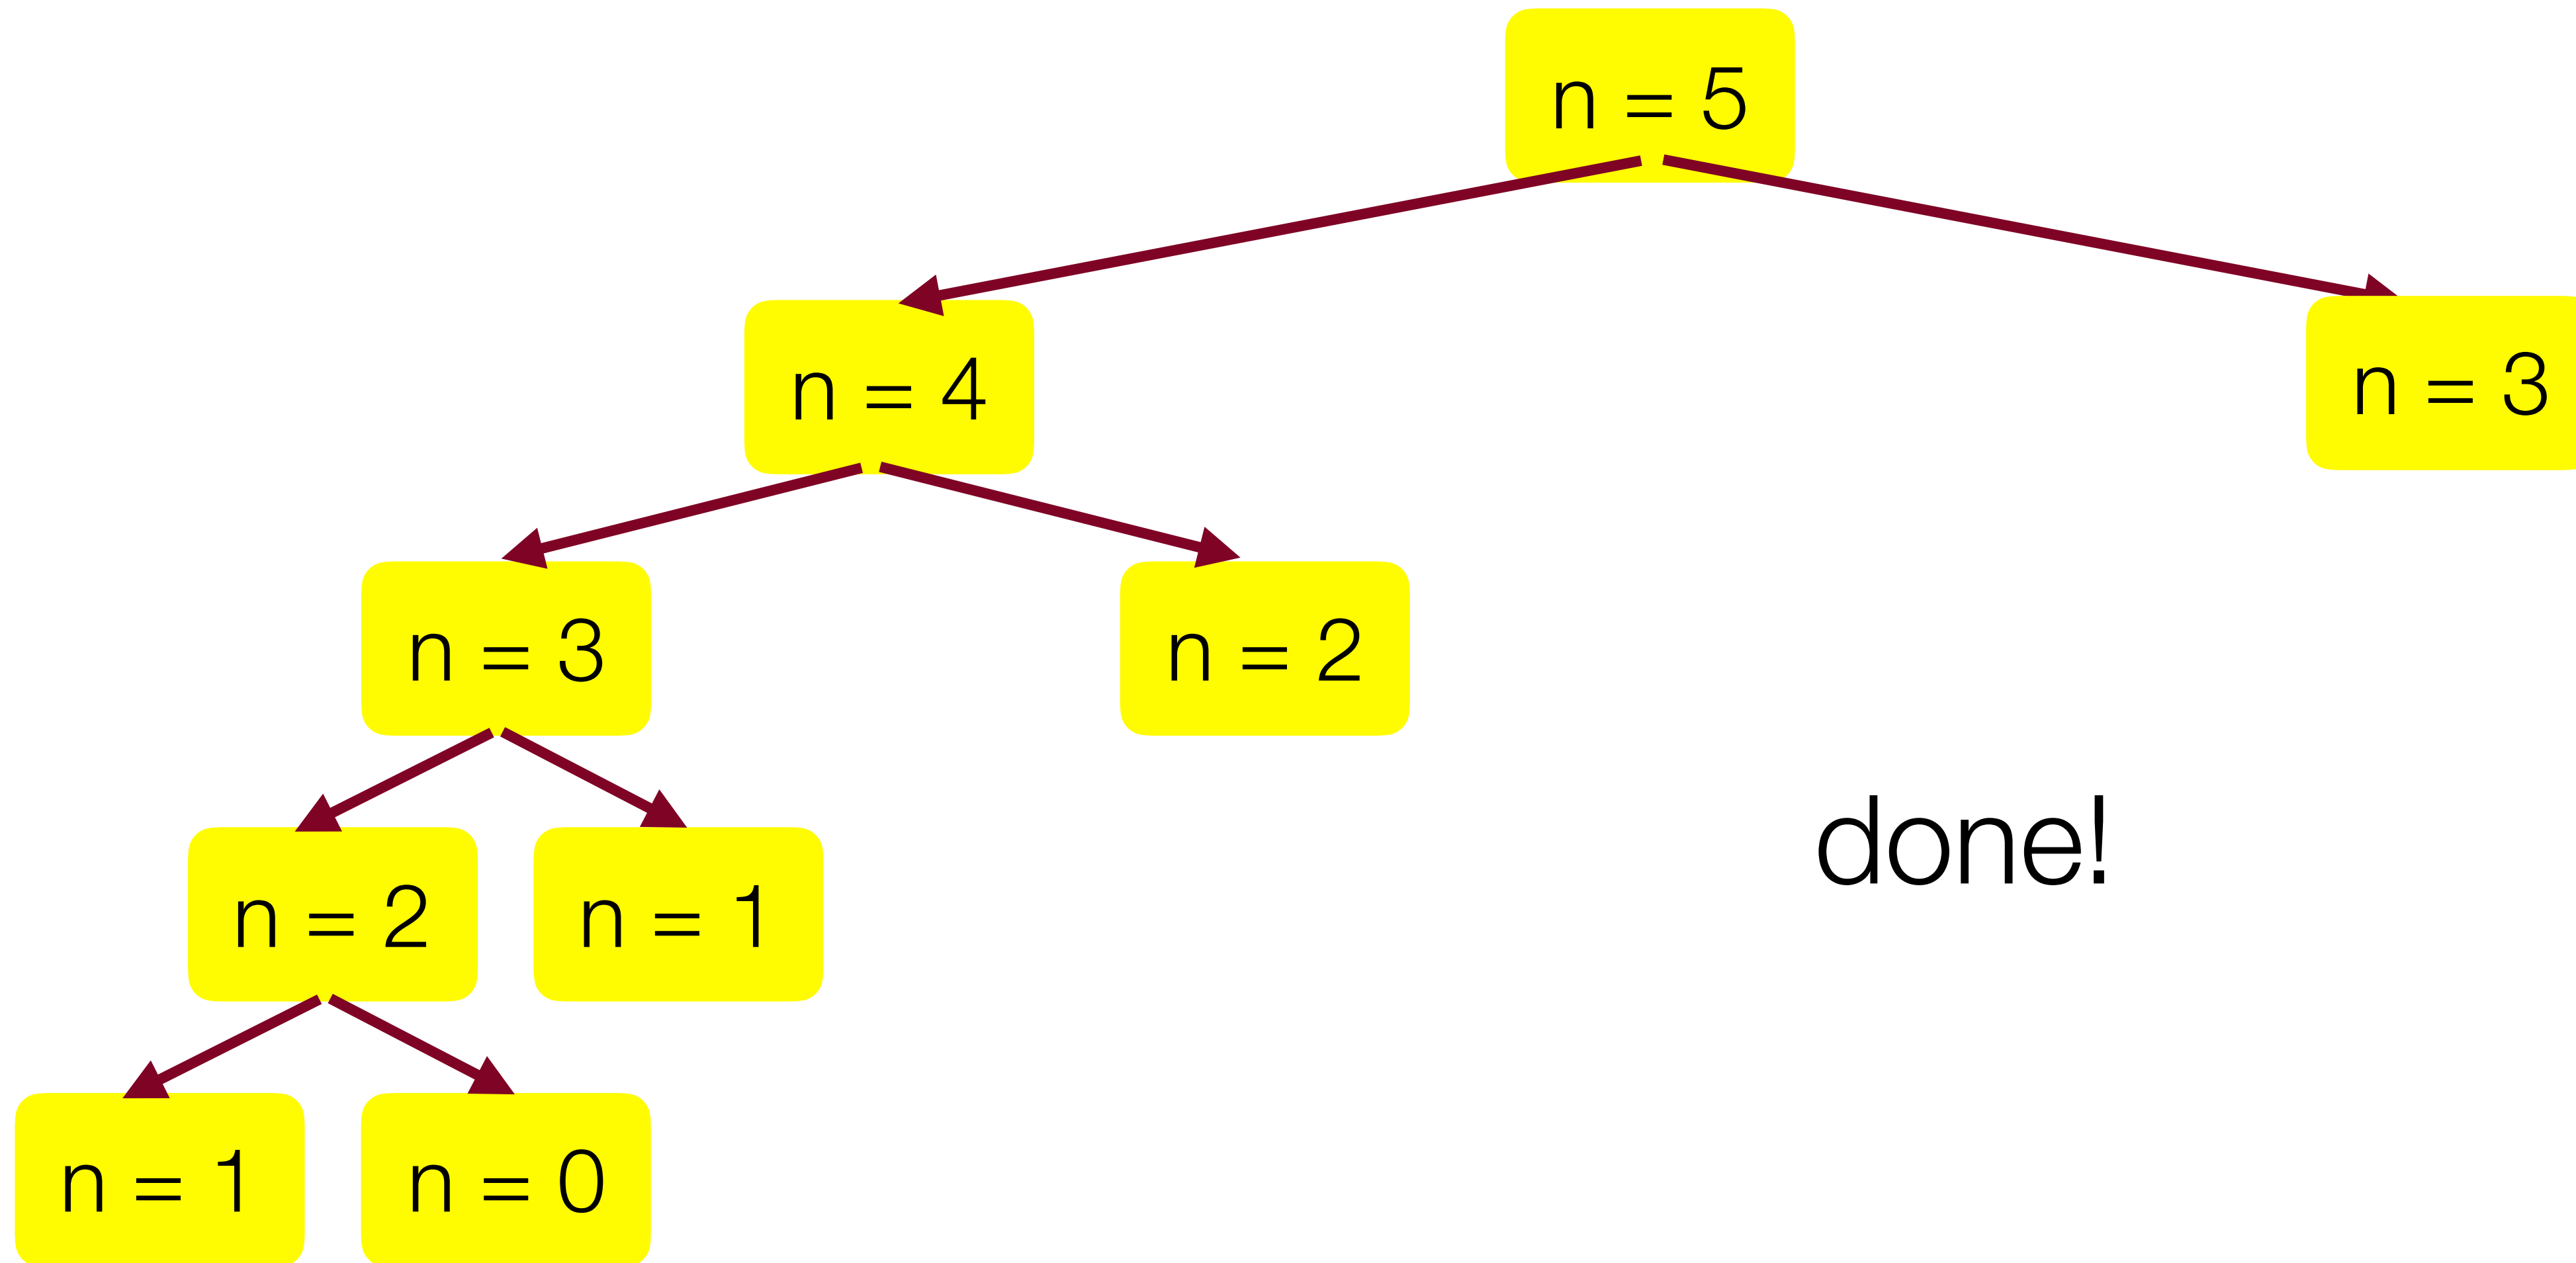 n = 5
n = 4
n = 3
n = 3
n = 2
done!
n = 2
n = 1
n = 1
n = 0